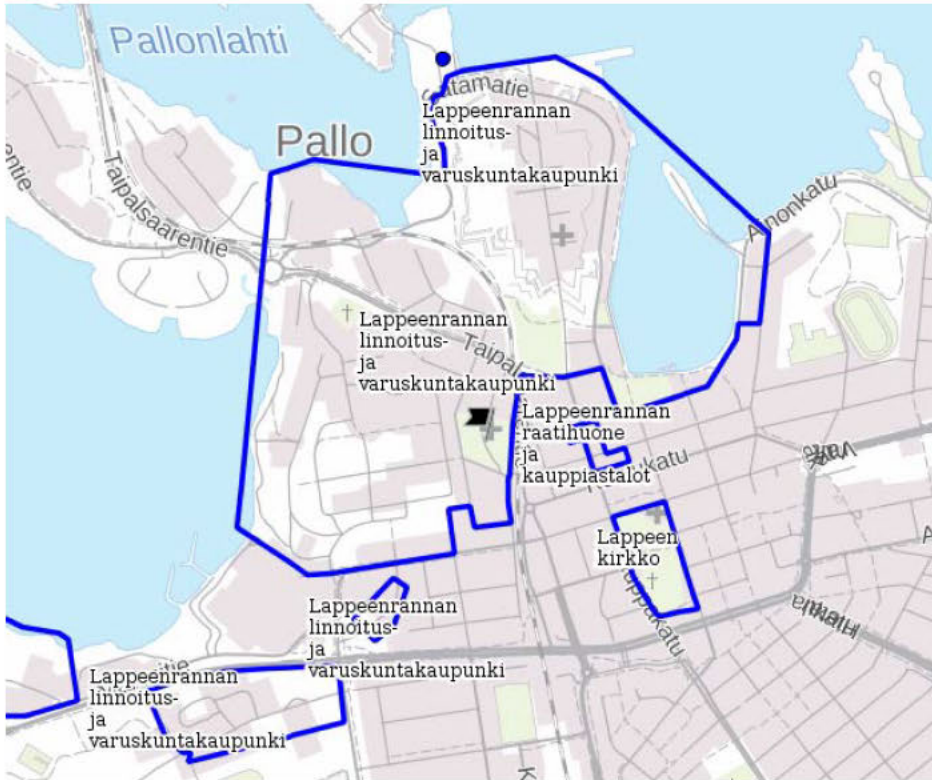 Pallonlahti
Satamatie
Lappeenrannan
linnoitus-
ja
varuskuntakaupunki
Pallo
Taipalsaarentie
Ainonkatu
Lappeenrannan
linnoitus-
ja
varuskuntakaupunki
Lappeenrannan
raatihuone
ja
kauppiastalot
Lappeen
kirkko
Lappeenrannan
linnoitus-
ja
varuskuntakaupunki
Lappeenrannan
linnoitus-
ja
varuskuntakaupunki